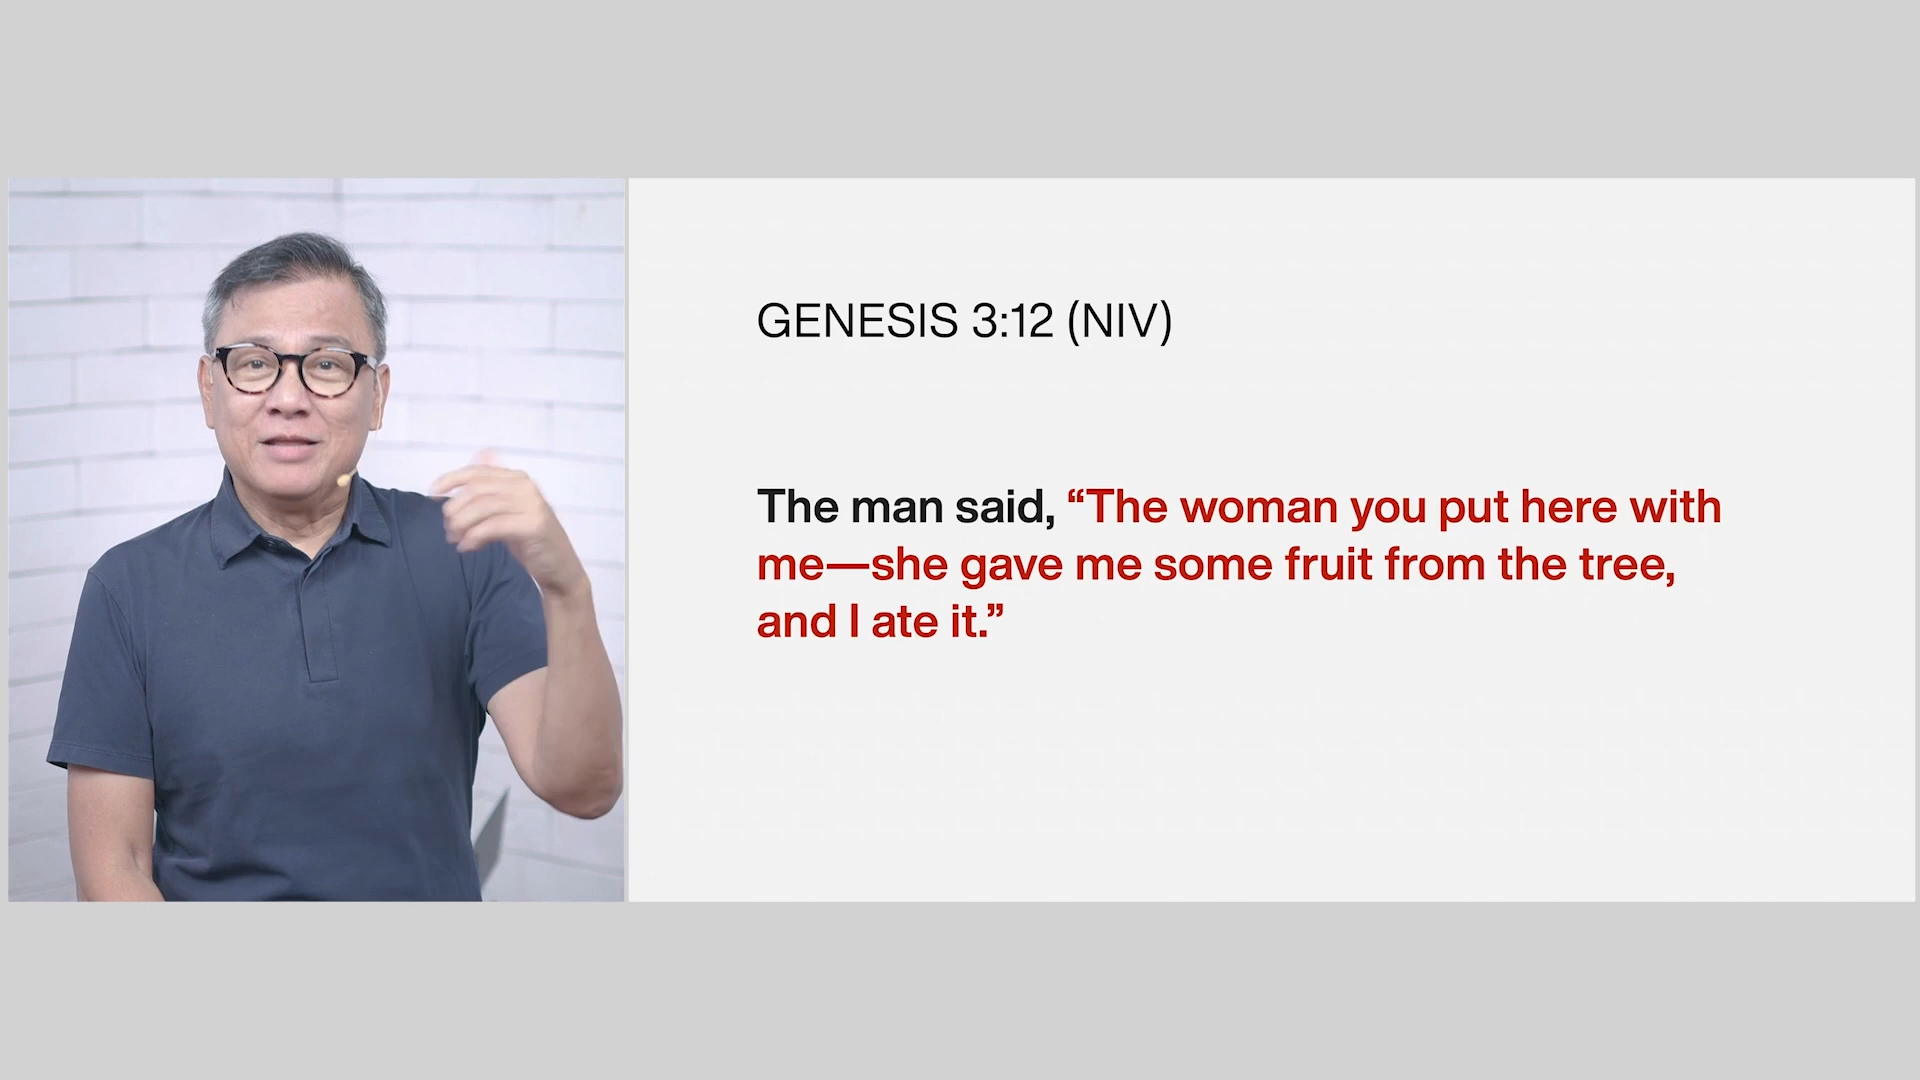 GENESIS 3:12 (NIV)
The man said, “The woman you put here with
me—she gave me some fruit from the tree,
and I ate it.”